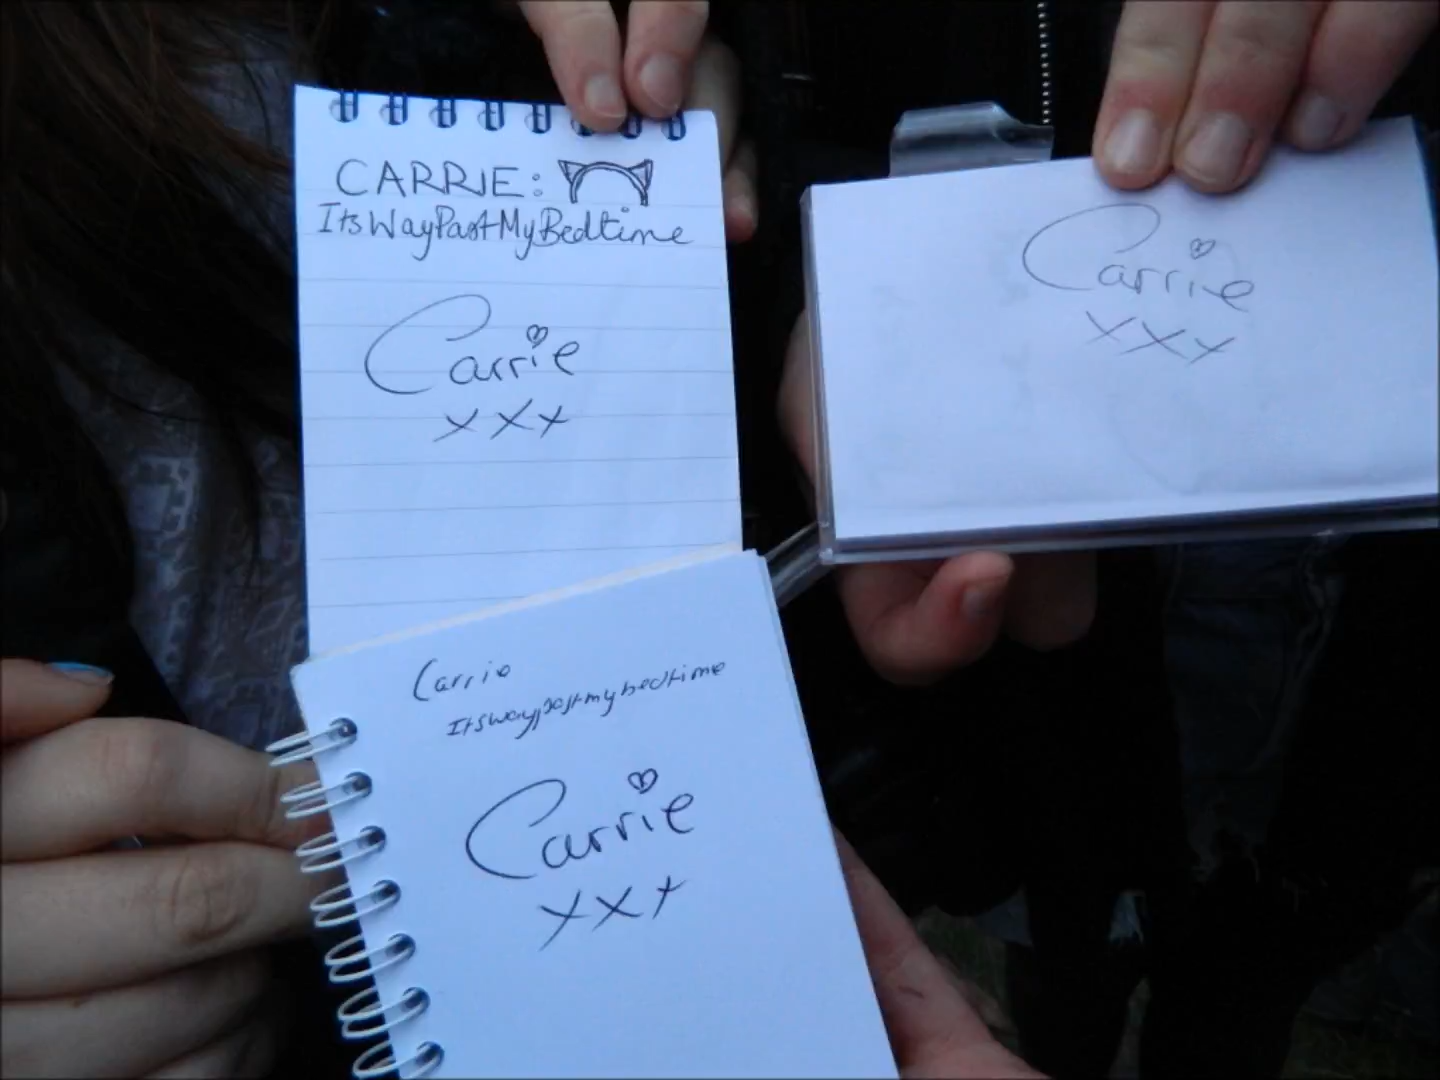 CARRIE:
ItsWayPastMyBedtime
Carrie
xxx
Carrie
xxx
Carrie
Itswaypastmybedtime
Carrie
xxx